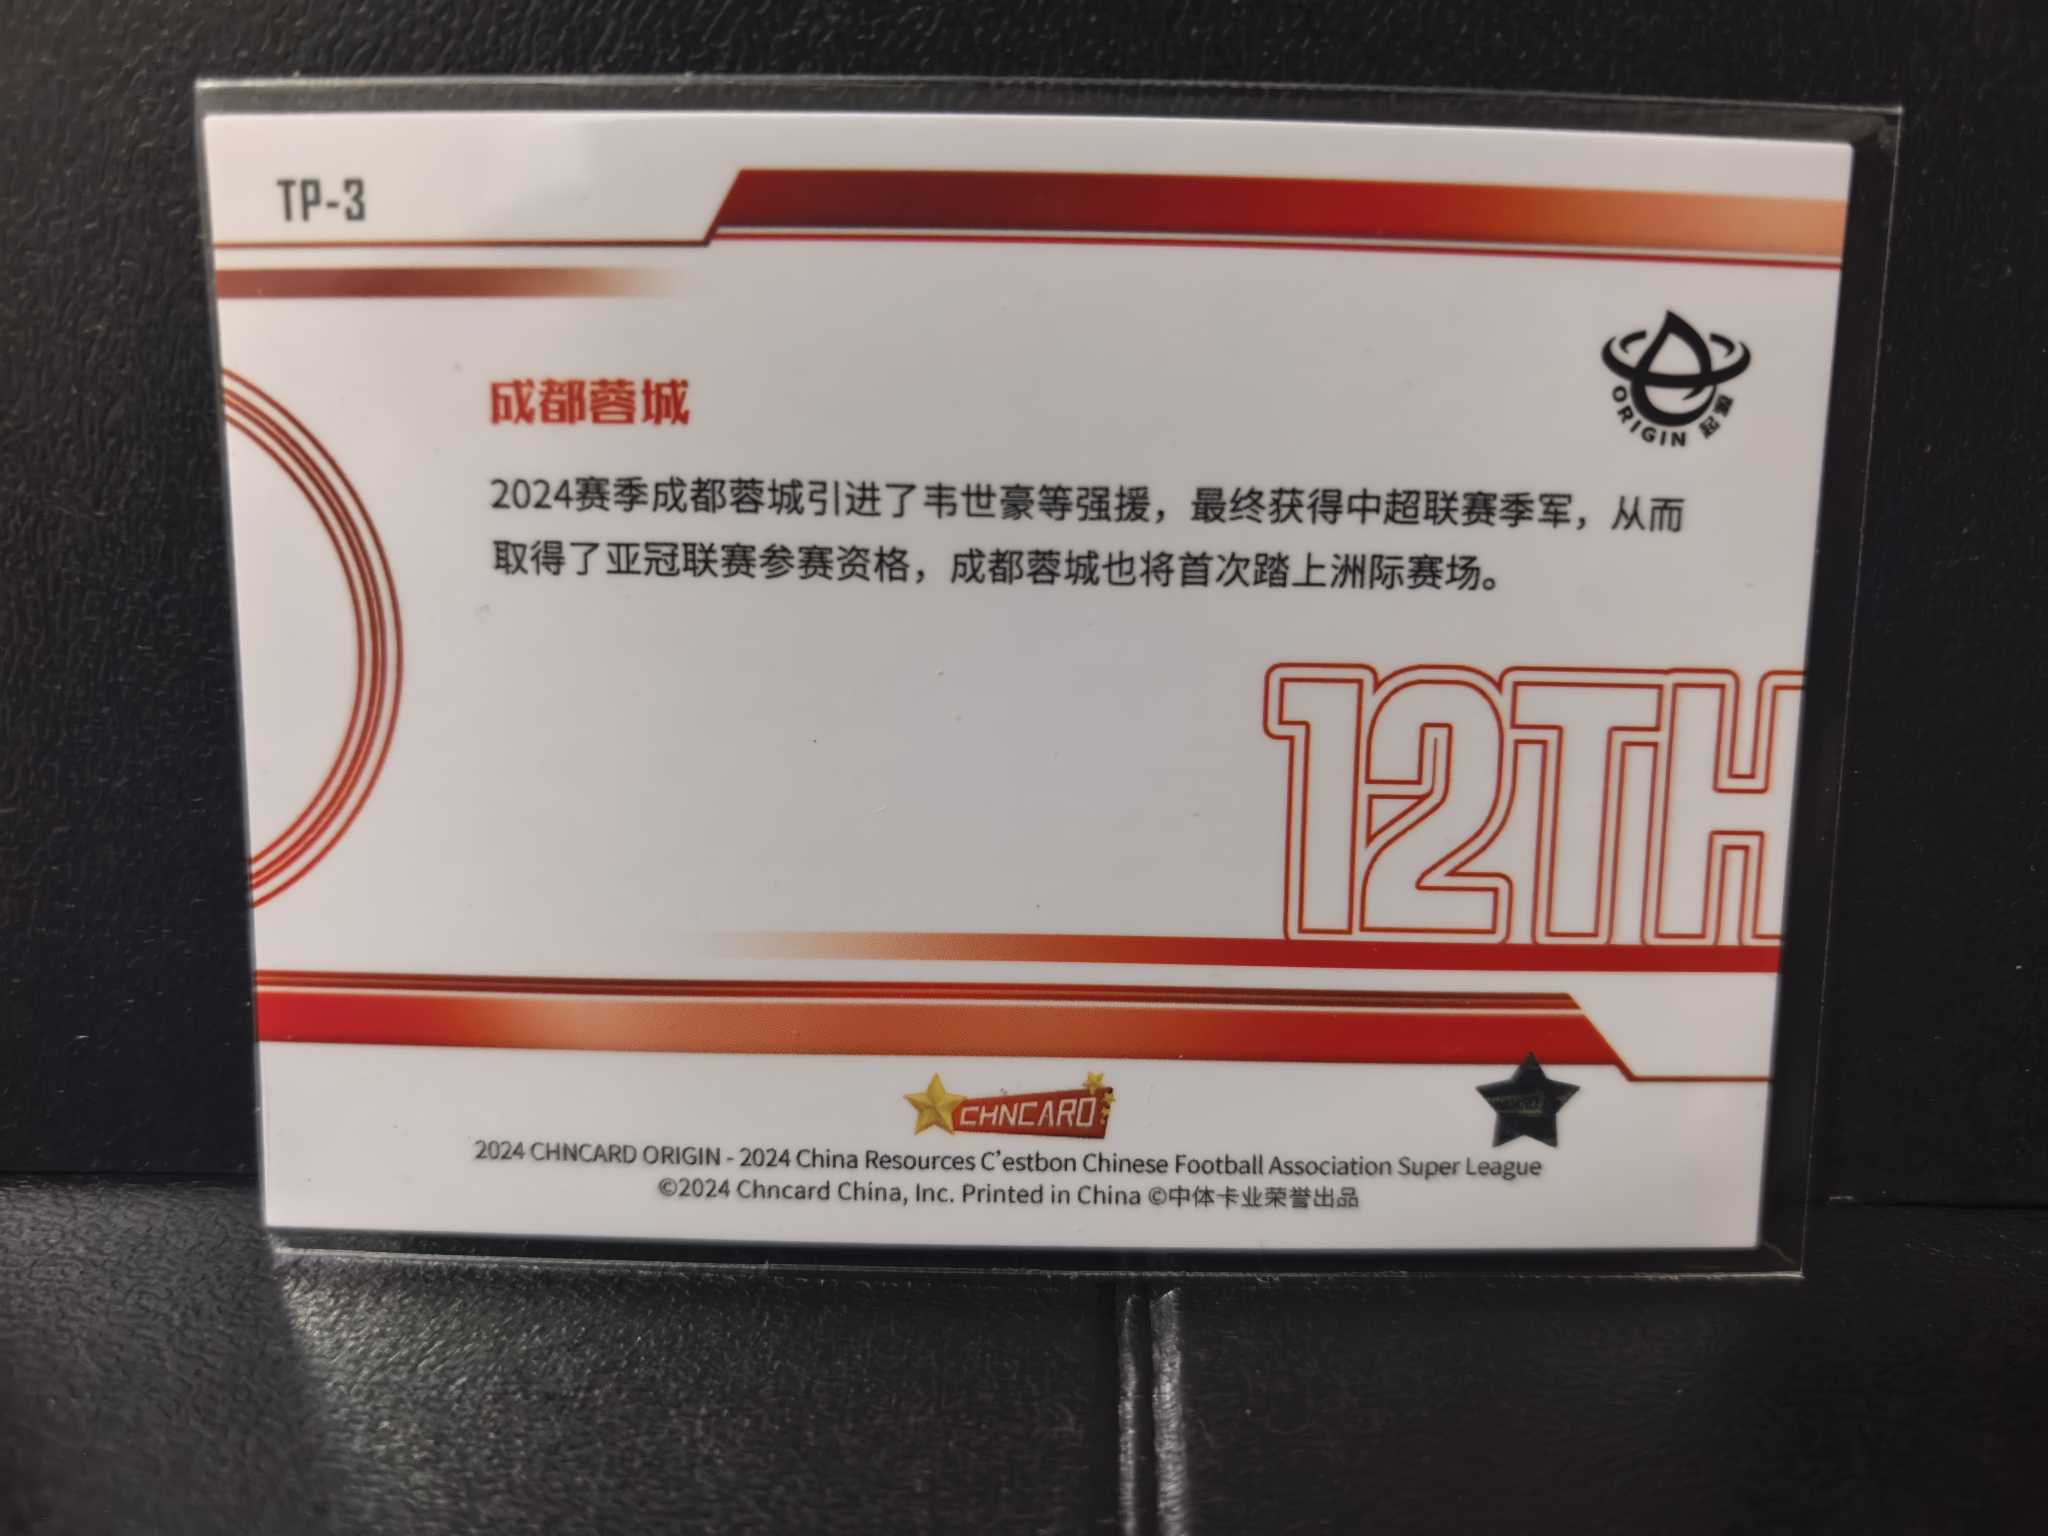 TP-3
ORIGIN 起源
成都蓉城
2024赛季成都蓉城引进了韦世豪等强援，最终获得中超联赛季军，从而
取得了亚冠联赛参赛资格，成都蓉城也将首次踏上洲际赛场。
12TH
CHNCARD
2024 CHNCARD ORIGIN - 2024 China Resources C'estbon Chinese Football Association Super League
©2024 Chncard China, Inc. Printed in China ©中体卡业荣誉出品